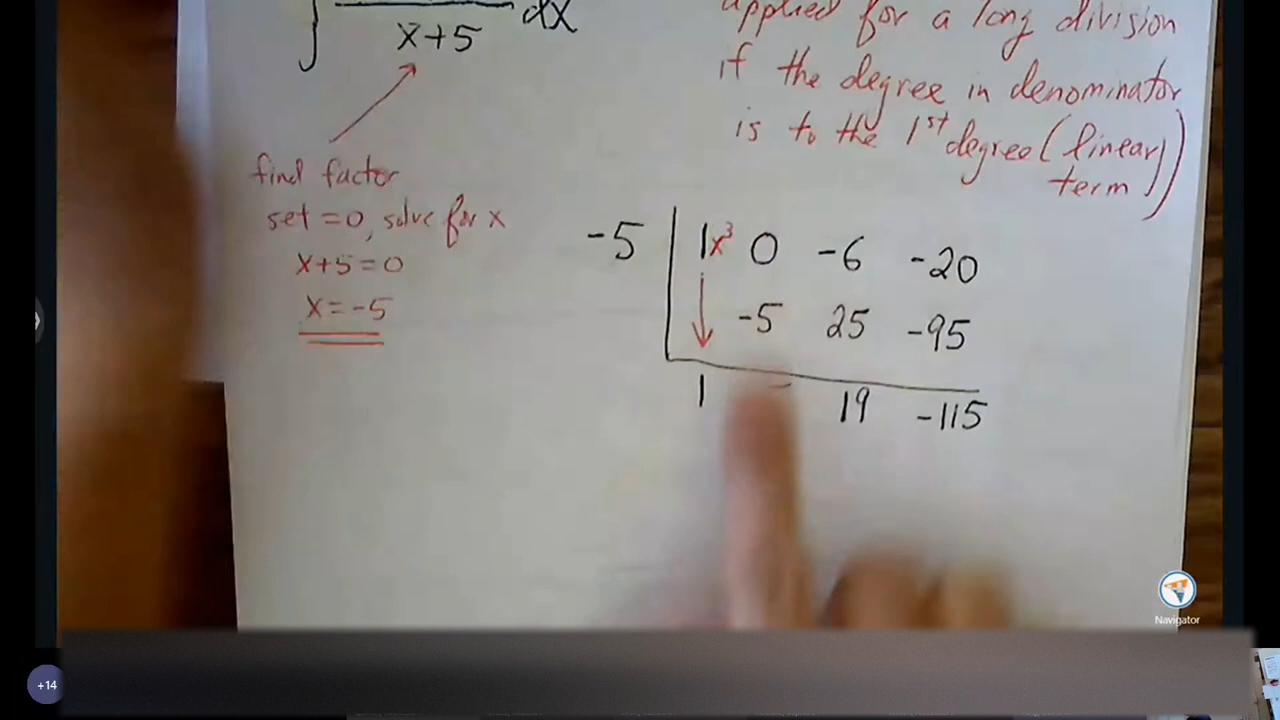 ∫ dx
x+5
applied for a long division
if the degree in denominator
is to the 1st degree (linear)
term)
find factor
set = 0, solve for x
x+5=0
x=-5
-5 | 1x³ 0 -6 -20
-5 25 -95
1 19 -115
Navigator
+14